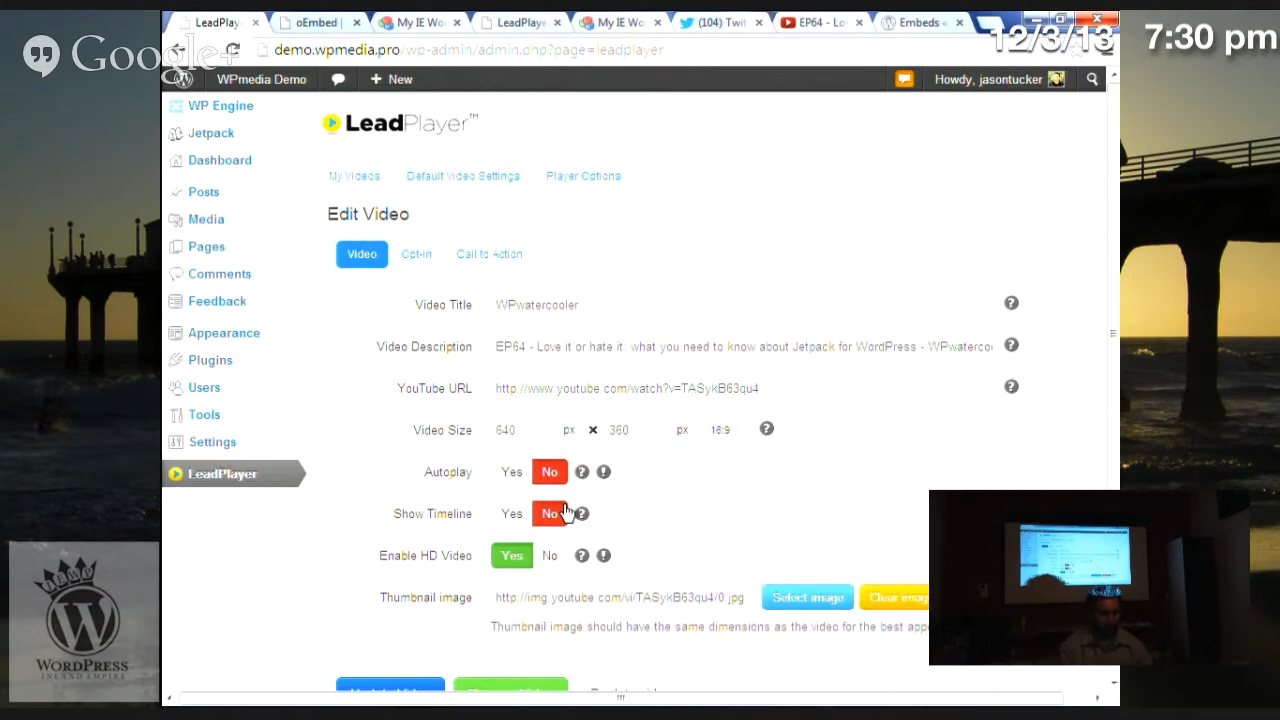 LeadPlay
oEmbed |
My IE Wo
LeadPlaye
My IE Wo
(104) Twit
EP64 - Lo
Embeds «
Google+
demo.wpmedia.pro/wp-admin/admin.php?page=leadplayer
12/3/13 7:30 pm
WPmedia Demo
+ New
Howdy, jasontucker
WP Engine
Jetpack
Dashboard
Posts
Media
Pages
Comments
Feedback
Appearance
Plugins
Users
Tools
Settings
LeadPlayer
LeadPlayer™
My Videos Default Video Settings Player Options
Edit Video
Video Opt-In Call to Action
Video Title WPwatercooler
Video Description EP64 - Love it or hate it: what you need to know about Jetpack for WordPress - WPwatercoo
YouTube URL http://www.youtube.com/watch?v=TASykB63qu4
Video Size 640 px × 360 px 16:9
Autoplay Yes No
Show Timeline Yes No
Enable HD Video Yes No
Thumbnail image http://img.youtube.com/vi/TASykB63qu4/0.jpg Select image Clear imag
Thumbnail image should have the same dimensions as the video for the best app
IEWP
WORDPRESS
INLAND EMPIRE